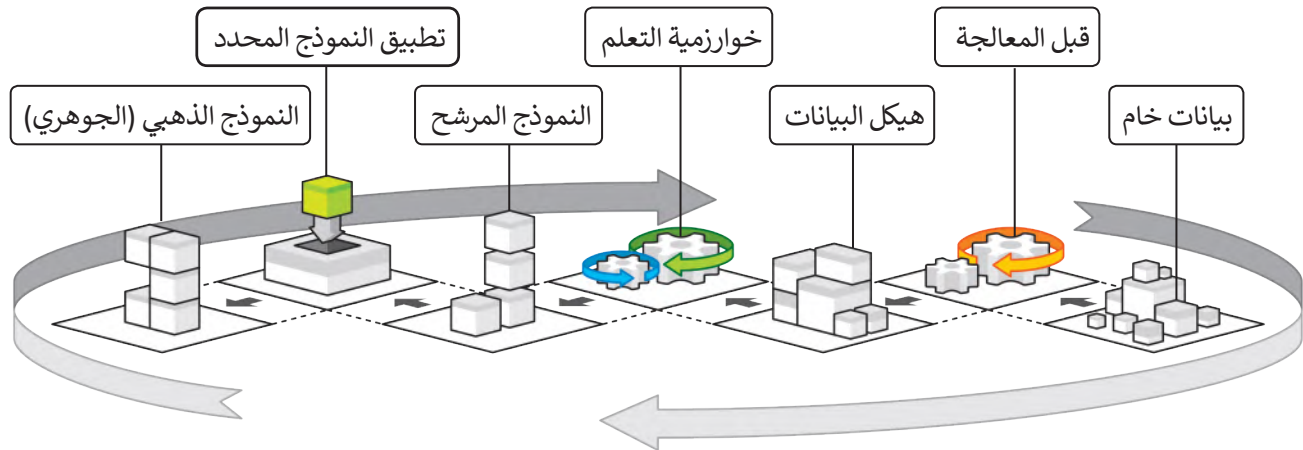 بيانات خام
قبل المعالجة
هيكل البيانات
خوارزمية التعلم
النموذج المرشح
تطبيق النموذج المحدد
النموذج الذهبي (الجوهري)